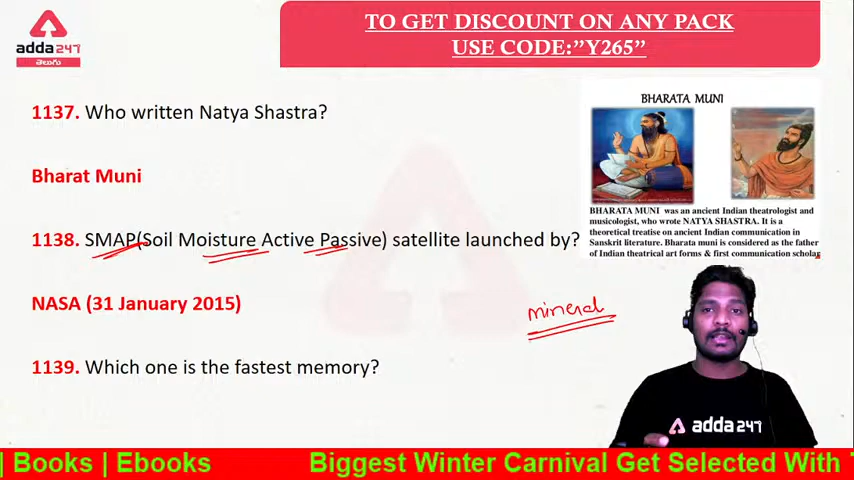 TO GET DISCOUNT ON ANY PACK
USE CODE:”Y265”
adda247
తెలుగు
1137. Who written Natya Shastra?
Bharat Muni
1138. SMAP(Soil Moisture Active Passive) satellite launched by?
NASA (31 January 2015)
1139. Which one is the fastest memory?
BHARATA MUNI
BHARATA MUNI was an ancient Indian theatrologist and
musicologist, who wrote NATYA SHASTRA. It is a
theoretical treatise on ancient Indian communication in
Sanskrit literature. Bharata muni is considered as the father
of Indian theatrical art forms & first communication scholar
mineral
adda247
| Books | Ebooks Biggest Winter Carnival Get Selected With